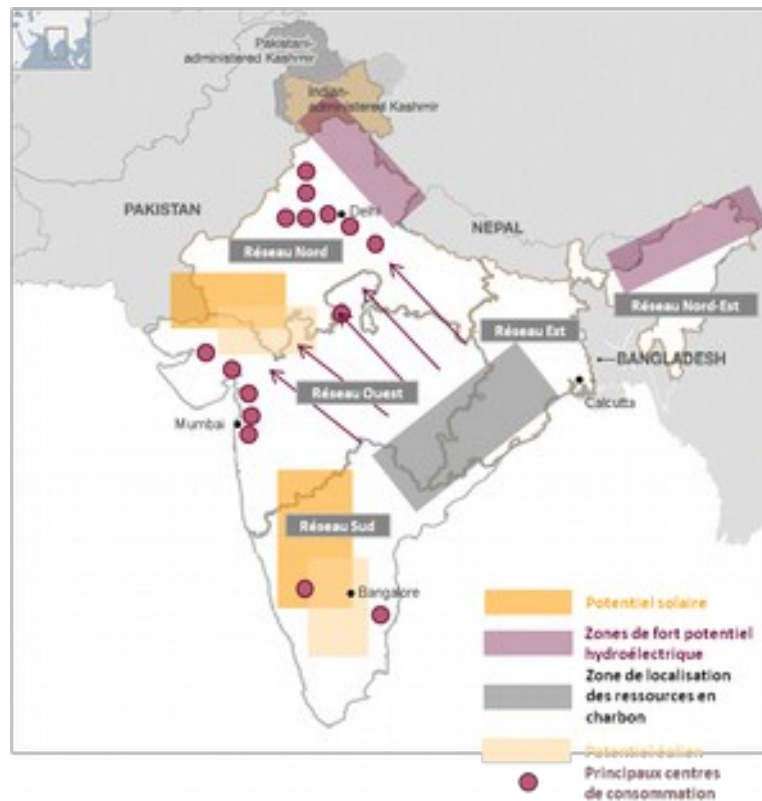 Pakistani-
administered Kashmir
Indian-
administered Kashmir
PAKISTAN
Delhi
NEPAL
Réseau Nord
Réseau Nord-Est
Réseau Est
BANGLADESH
Réseau Ouest
Calcutta
Mumbai
Réseau Sud
Bangalore
Potentiel solaire
Zones de fort potentiel
hydroélectrique
Zone de localisation
des ressources en
charbon
Potentiel éolien
Principaux centres
de consommation